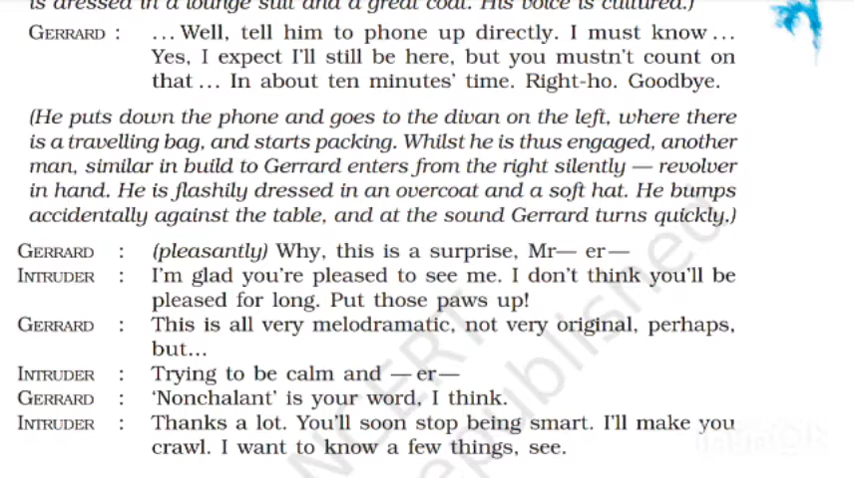 is dressed in a lounge suit and a great coat. His voice is cultured.)
GERRARD : ... Well, tell him to phone up directly. I must know ...
Yes, I expect I'll still be here, but you mustn't count on
that ... In about ten minutes' time. Right-ho. Goodbye.
(He puts down the phone and goes to the divan on the left, where there
is a travelling bag, and starts packing. Whilst he is thus engaged, another
man, similar in build to Gerrard enters from the right silently — revolver
in hand. He is flashily dressed in an overcoat and a soft hat. He bumps
accidentally against the table, and at the sound Gerrard turns quickly.)
GERRARD : (pleasantly) Why, this is a surprise, Mr— er—
INTRUDER : I'm glad you're pleased to see me. I don't think you'll be
pleased for long. Put those paws up!
GERRARD : This is all very melodramatic, not very original, perhaps,
but...
INTRUDER : Trying to be calm and — er—
GERRARD : 'Nonchalant' is your word, I think.
INTRUDER : Thanks a lot. You'll soon stop being smart. I'll make you
crawl. I want to know a few things, see.
NCERT
republished